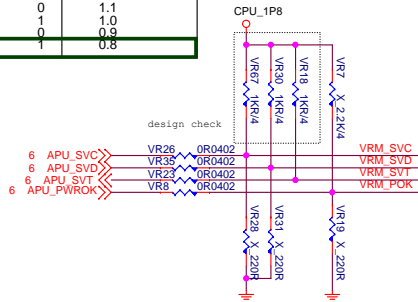 0 1.1
1 1.0
0 0.9
1 0.8
CPU_1P8
VR67 1KR/4
VR30 1KR/4
VR18 1KR/4
VR7 X_2.2K/4
design check
6 APU_SVC VR26 0R0402 VRM_SVC
6 APU_SVD VR35 0R0402 VRM_SVD
6 APU_SVT VR23 0R0402 VRM_SVT
6 APU_PWROK VR8 0R0402 VRM_POK
VR28 X_220R
VR31 X_220R
VR19 X_220R